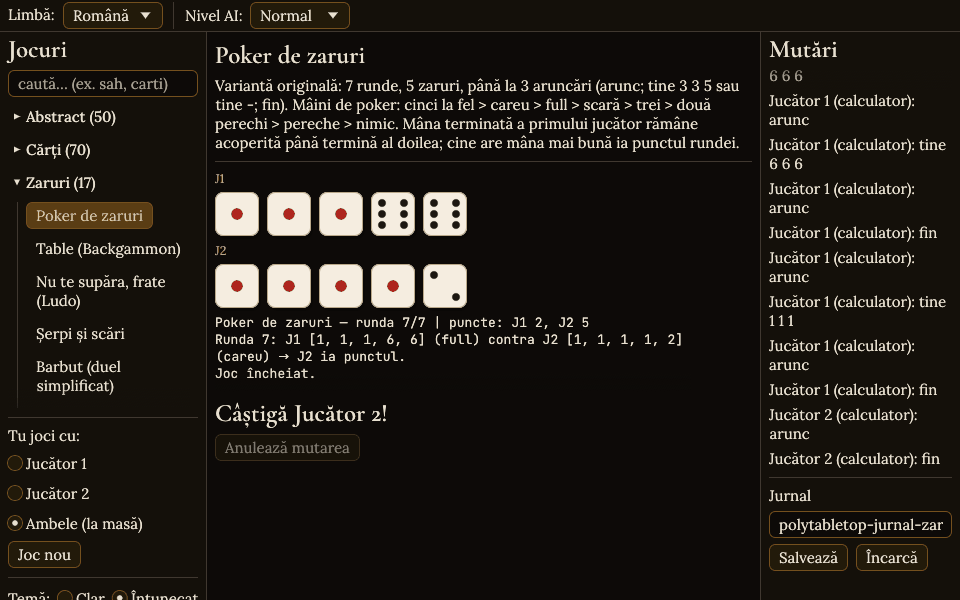 Limbă: Română Nivel AI: Normal
Jocuri
caută... (ex. sah, carti)
Abstract (50)
Cărți (70)
Zaruri (17)
Poker de zaruri
Table (Backgammon)
Nu te supăra, frate
(Ludo)
Șerpi și scări
Barbut (duel
simplificat)
Tu joci cu:
Jucător 1
Jucător 2
Ambele (la masă)
Joc nou
Temă: Clar Întunecat
Poker de zaruri
Variantă originală: 7 runde, 5 zaruri, până la 3 aruncări (arunc; tine 3 3 5 sau
tine -; fin). Mâini de poker: cinci la fel > careu > full > scară > trei > două
perechi > pereche > nimic. Mâna terminată a primului jucător rămâne
acoperită până termină al doilea; cine are mâna mai bună ia punctul rundei.
J1
J2
Poker de zaruri — runda 7/7 | puncte: J1 2, J2 5
Runda 7: J1 [1, 1, 1, 6, 6] (full) contra J2 [1, 1, 1, 1, 2]
(careu) → J2 ia punctul.
Joc încheiat.
Câștigă Jucător 2!
Anulează mutarea
Mutări
6 6 6
Jucător 1 (calculator):
arunc
Jucător 1 (calculator): tine
6 6 6
Jucător 1 (calculator):
arunc
Jucător 1 (calculator): fin
Jucător 1 (calculator):
arunc
Jucător 1 (calculator): tine
1 1 1
Jucător 1 (calculator):
arunc
Jucător 1 (calculator): fin
Jucător 2 (calculator):
arunc
Jucător 2 (calculator): fin
Jurnal
polytabletop-jurnal-zar
Salvează Încarcă